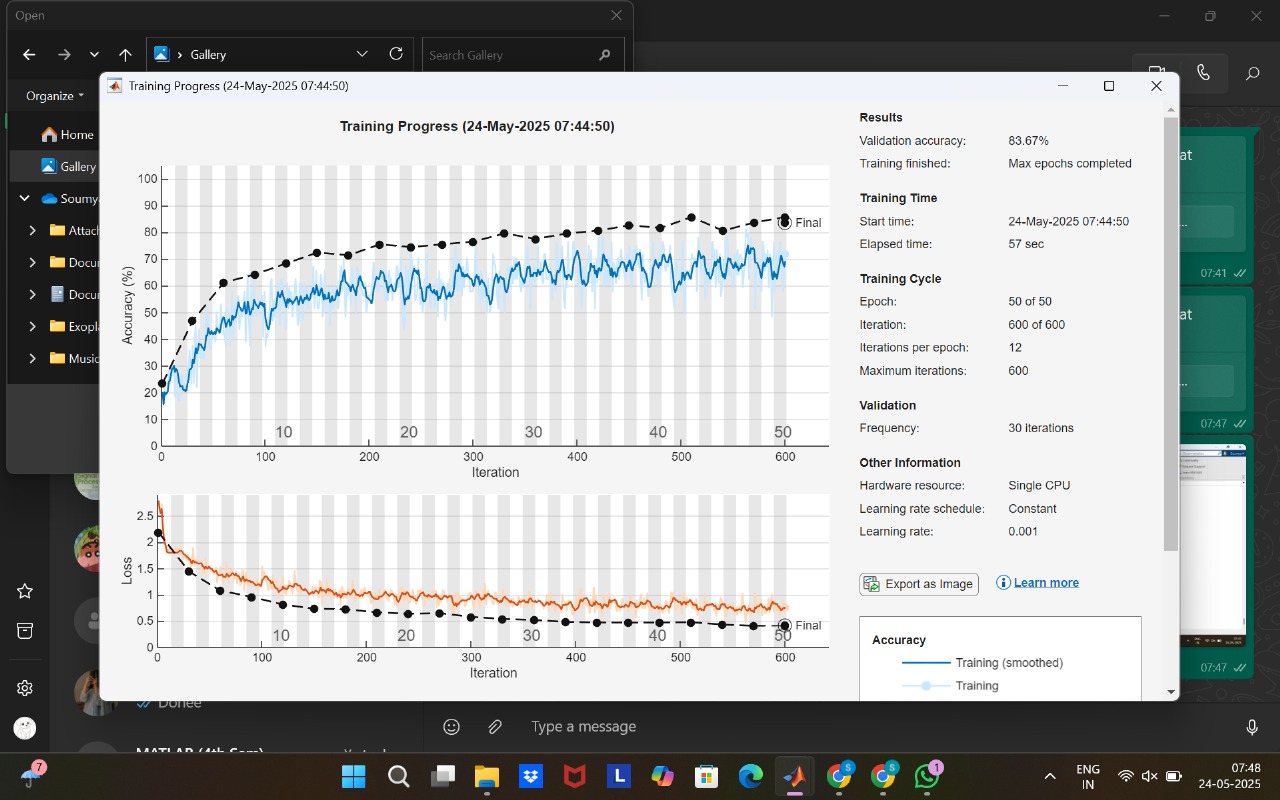 Open
Gallery
Search Gallery
Organize
Home
Gallery
Soumy
Attach
Docum
Docu
Exopla
Music
Training Progress (24-May-2025 07:44:50)
Training Progress (24-May-2025 07:44:50)
100
90
80
70
60
50
40
30
20
10
0
Accuracy (%)
Final
10 20 30 40 50
0 100 200 300 400 500 600
Iteration
2.5
2
1.5
1
0.5
0
Loss
Final
10 20 30 40 50
0 100 200 300 400 500 600
Iteration
Results
Validation accuracy: 83.67%
Training finished: Max epochs completed
Training Time
Start time: 24-May-2025 07:44:50
Elapsed time: 57 sec
Training Cycle
Epoch: 50 of 50
Iteration: 600 of 600
Iterations per epoch: 12
Maximum iterations: 600
Validation
Frequency: 30 iterations
Other Information
Hardware resource: Single CPU
Learning rate schedule: Constant
Learning rate: 0.001
Export as Image
Learn more
Accuracy
Training (smoothed)
Training
at
...
07:41
at
...
07:47
07:47
Donee
Type a message
7
L
S
S
1
ENG
IN
07:48
24-05-2025